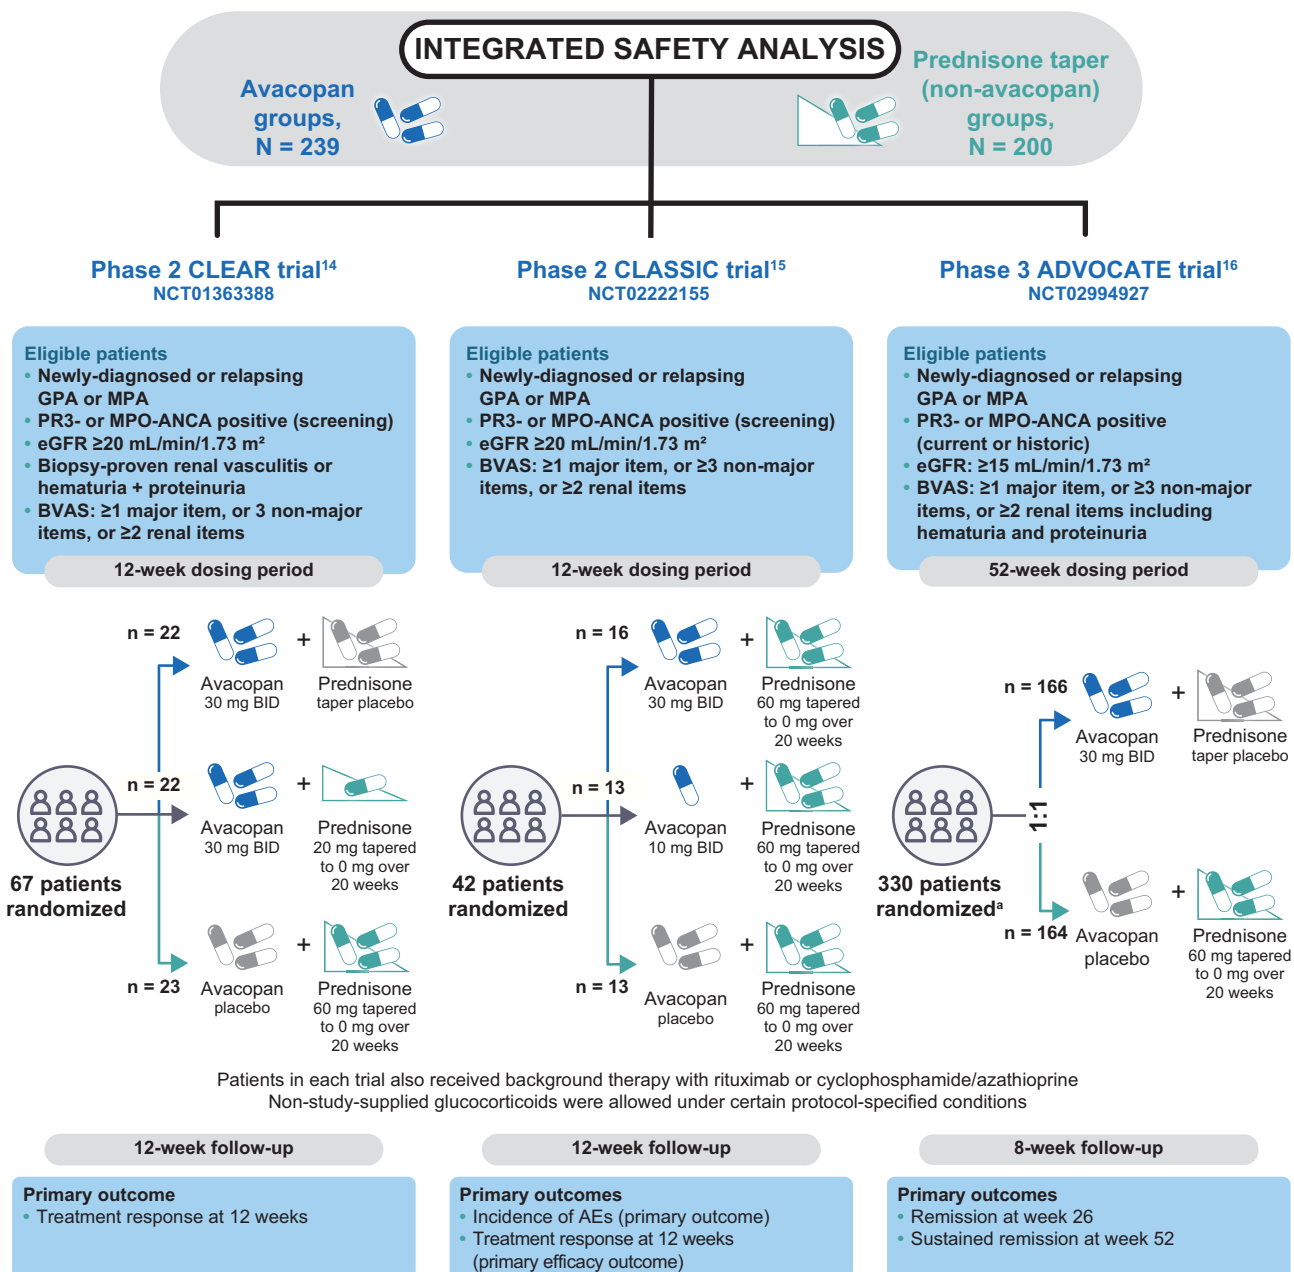 INTEGRATED SAFETY ANALYSIS
Avacopan
groups,
N = 239
Prednisone taper
(non-avacopan)
groups,
N = 200
Phase 2 CLEAR trial¹⁴
NCT01363388
Eligible patients
• Newly-diagnosed or relapsing
GPA or MPA
• PR3- or MPO-ANCA positive (screening)
• eGFR ≥20 mL/min/1.73 m²
• Biopsy-proven renal vasculitis or
hematuria + proteinuria
• BVAS: ≥1 major item, or 3 non-major
items, or ≥2 renal items
12-week dosing period
n = 22
+
Avacopan
30 mg BID
Prednisone
taper placebo
n = 22
+
Avacopan
30 mg BID
Prednisone
20 mg tapered
to 0 mg over
20 weeks
67 patients
randomized
n = 23
+
Avacopan
placebo
Prednisone
60 mg tapered
to 0 mg over
20 weeks
Phase 2 CLASSIC trial¹⁵
NCT02222155
Eligible patients
• Newly-diagnosed or relapsing
GPA or MPA
• PR3- or MPO-ANCA positive (screening)
• eGFR ≥20 mL/min/1.73 m²
• BVAS: ≥1 major item, or ≥3 non-major
items, or ≥2 renal items
12-week dosing period
n = 16
+
Avacopan
30 mg BID
Prednisone
60 mg tapered
to 0 mg over
20 weeks
n = 13
+
Avacopan
10 mg BID
Prednisone
60 mg tapered
to 0 mg over
20 weeks
42 patients
randomized
n = 13
+
Avacopan
placebo
Prednisone
60 mg tapered
to 0 mg over
20 weeks
Phase 3 ADVOCATE trial¹⁶
NCT02994927
Eligible patients
• Newly-diagnosed or relapsing
GPA or MPA
• PR3- or MPO-ANCA positive
(current or historic)
• eGFR: ≥15 mL/min/1.73 m²
• BVAS: ≥1 major item, or ≥3 non-major
items, or ≥2 renal items including
hematuria and proteinuria
52-week dosing period
n = 166
+
Avacopan
30 mg BID
Prednisone
taper placebo
1:1
330 patients
randomizedᵃ
n = 164
+
Avacopan
placebo
Prednisone
60 mg tapered
to 0 mg over
20 weeks
Patients in each trial also received background therapy with rituximab or cyclophosphamide/azathioprine
Non-study-supplied glucocorticoids were allowed under certain protocol-specified conditions
12-week follow-up
Primary outcome
• Treatment response at 12 weeks
12-week follow-up
Primary outcomes
• Incidence of AEs (primary outcome)
• Treatment response at 12 weeks
(primary efficacy outcome)
8-week follow-up
Primary outcomes
• Remission at week 26
• Sustained remission at week 52